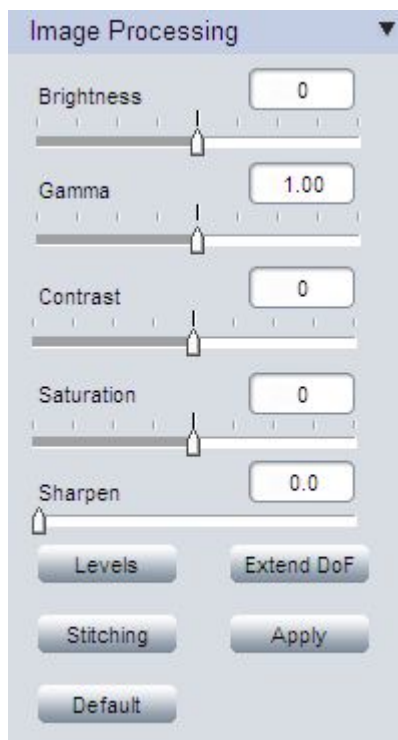 Image Processing
Brightness 0
Gamma 1.00
Contrast 0
Saturation 0
Sharpen 0.0
Levels Extend DoF
Stitching Apply
Default